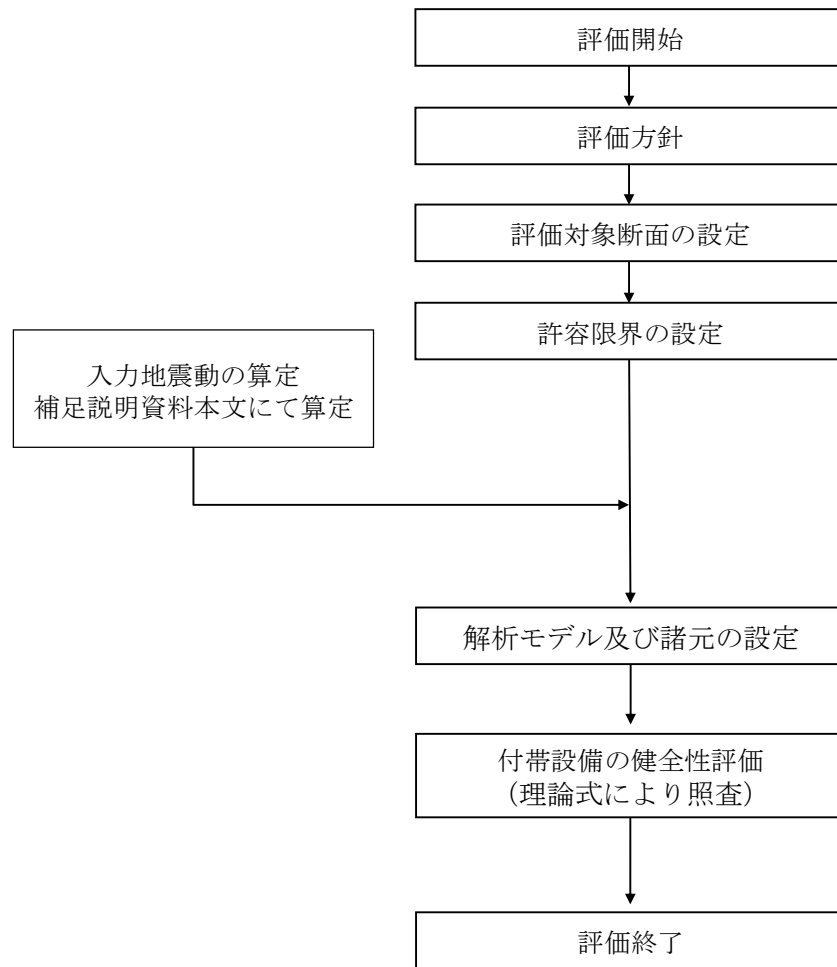 評価開始
評価方針
評価対象断面の設定
許容限界の設定
入力地震動の算定
補足説明資料本文にて算定
解析モデル及び諸元の設定
付帯設備の健全性評価
（理論式により照査）
評価終了